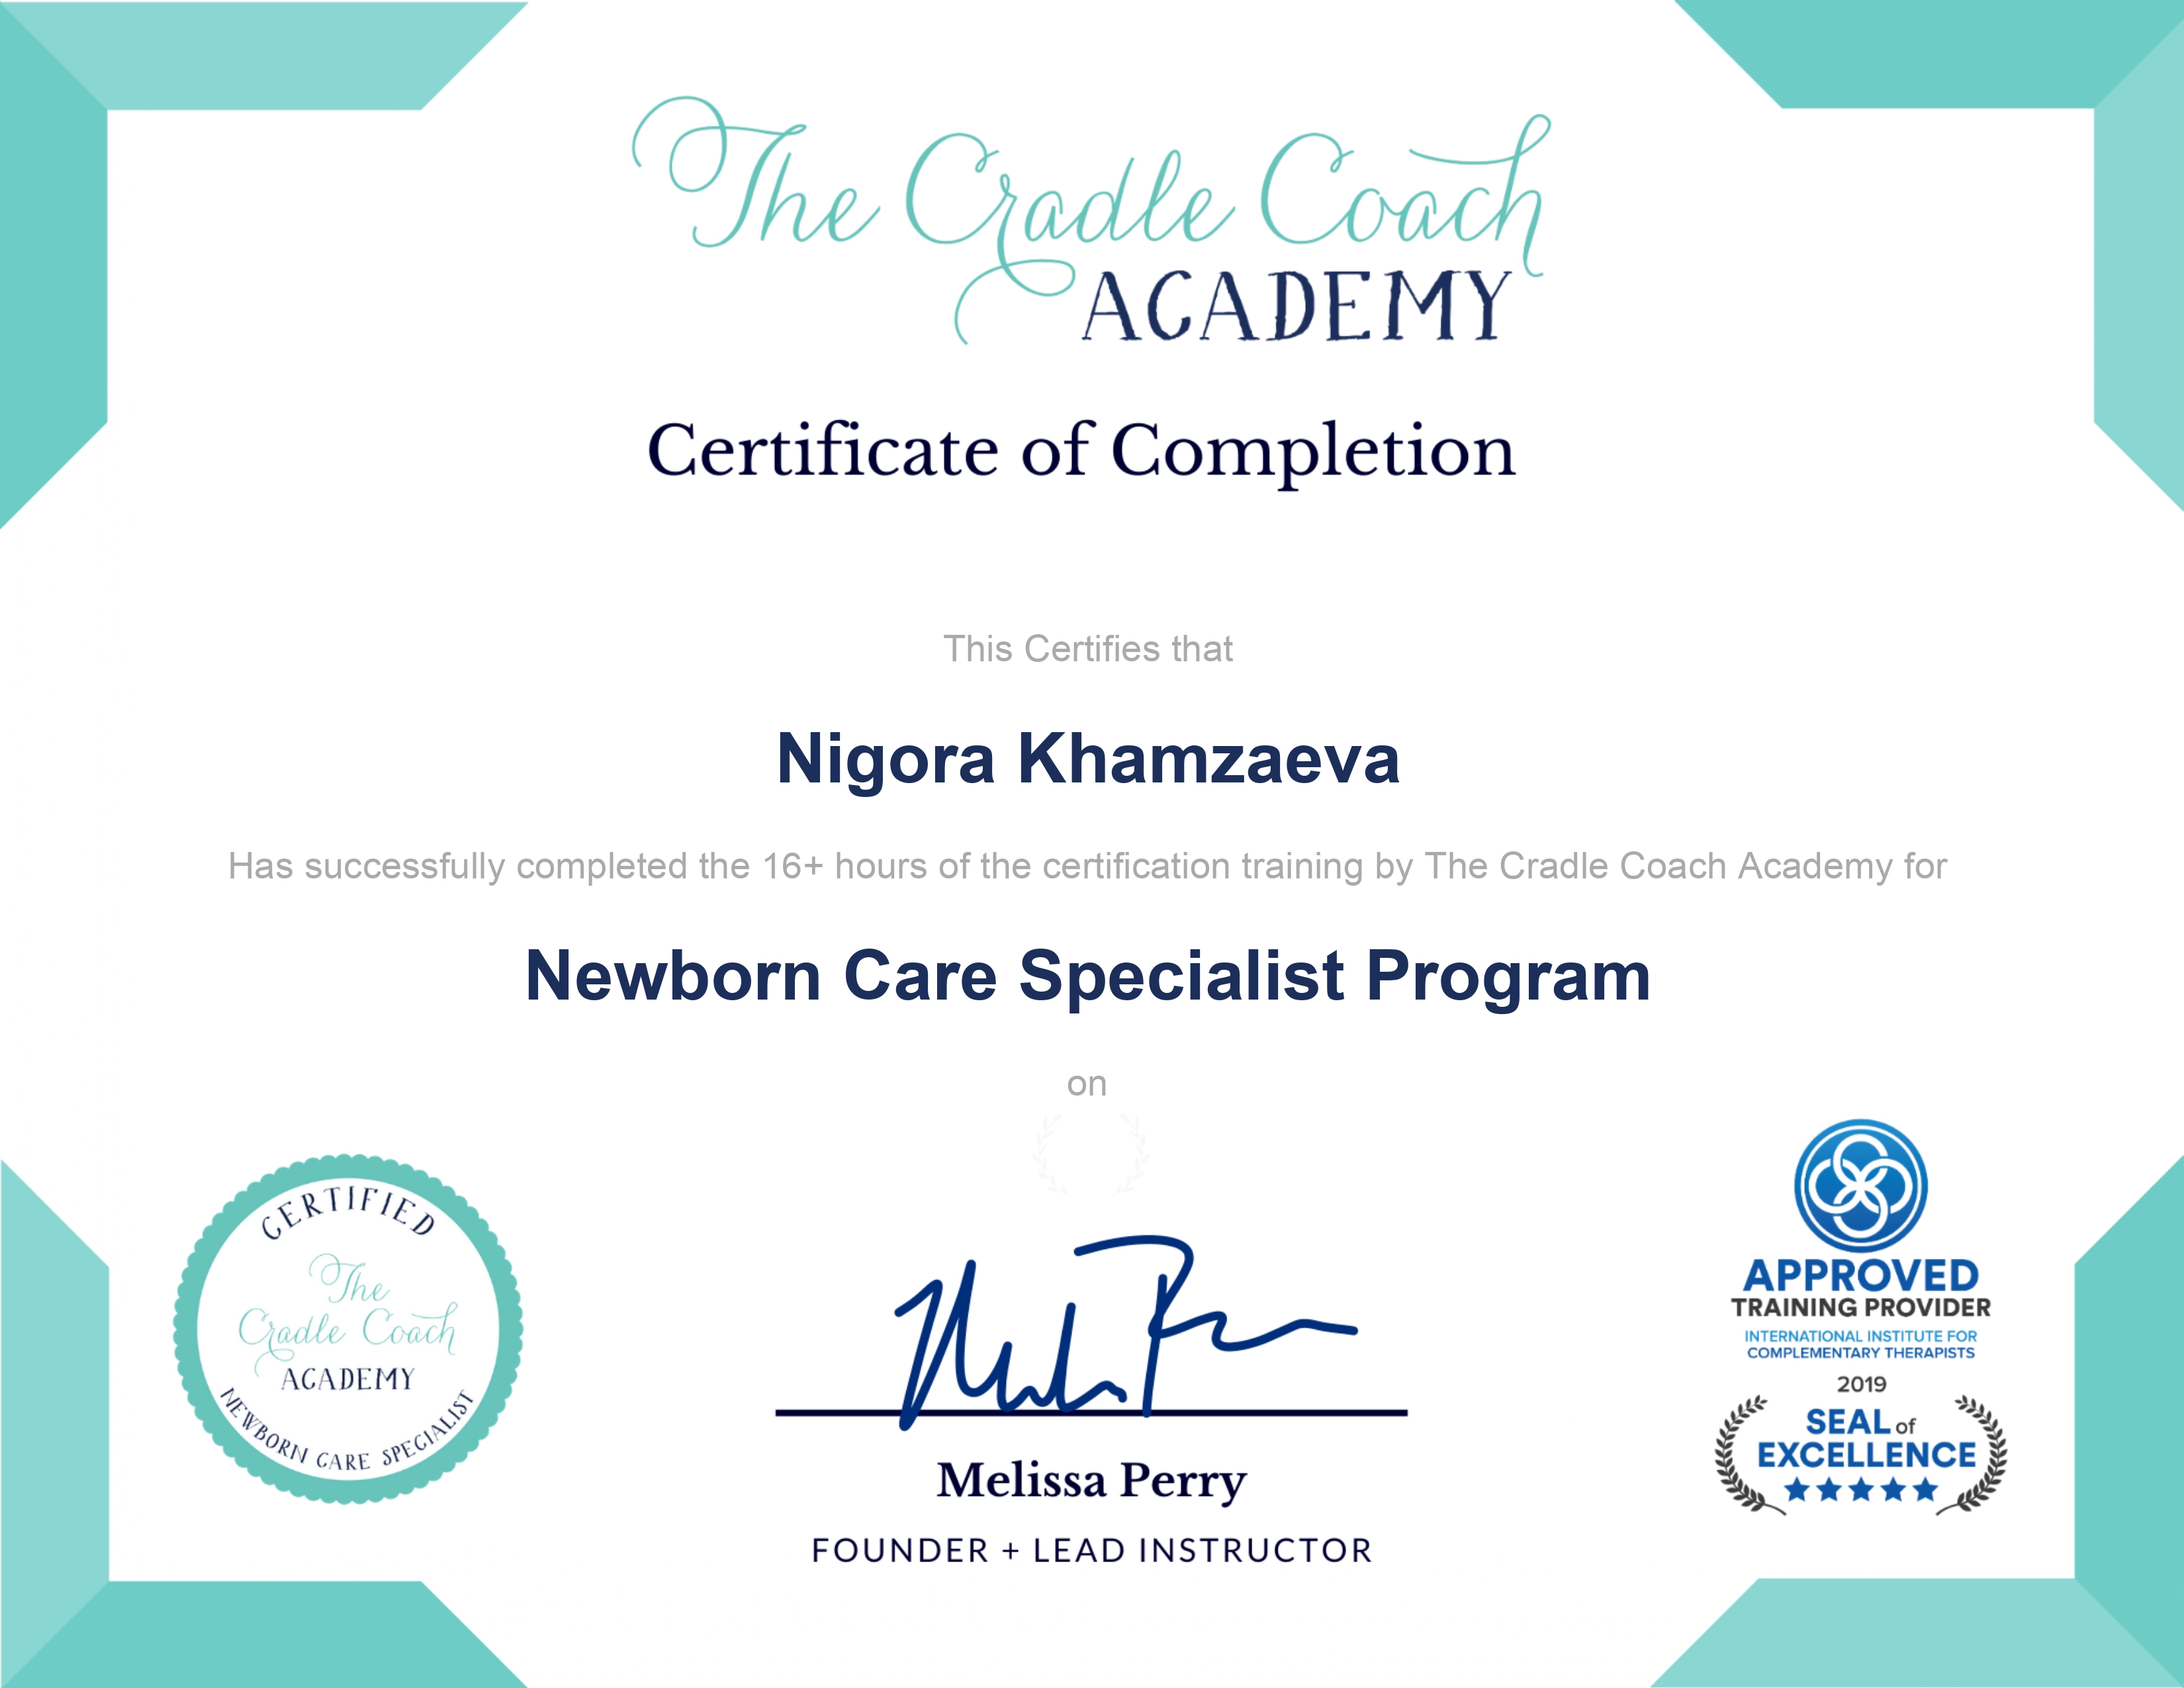 The Cradle Coach
ACADEMY
Certificate of Completion
This Certifies that
Nigora Khamzaeva
Has successfully completed the 16+ hours of the certification training by The Cradle Coach Academy for
Newborn Care Specialist Program
on
CERTIFIED
The
Cradle Coach
ACADEMY
NEWBORN CARE SPECIALIST
Melissa Perry
FOUNDER + LEAD INSTRUCTOR
APPROVED
TRAINING PROVIDER
INTERNATIONAL INSTITUTE FOR
COMPLEMENTARY THERAPISTS
2019
SEAL of
EXCELLENCE